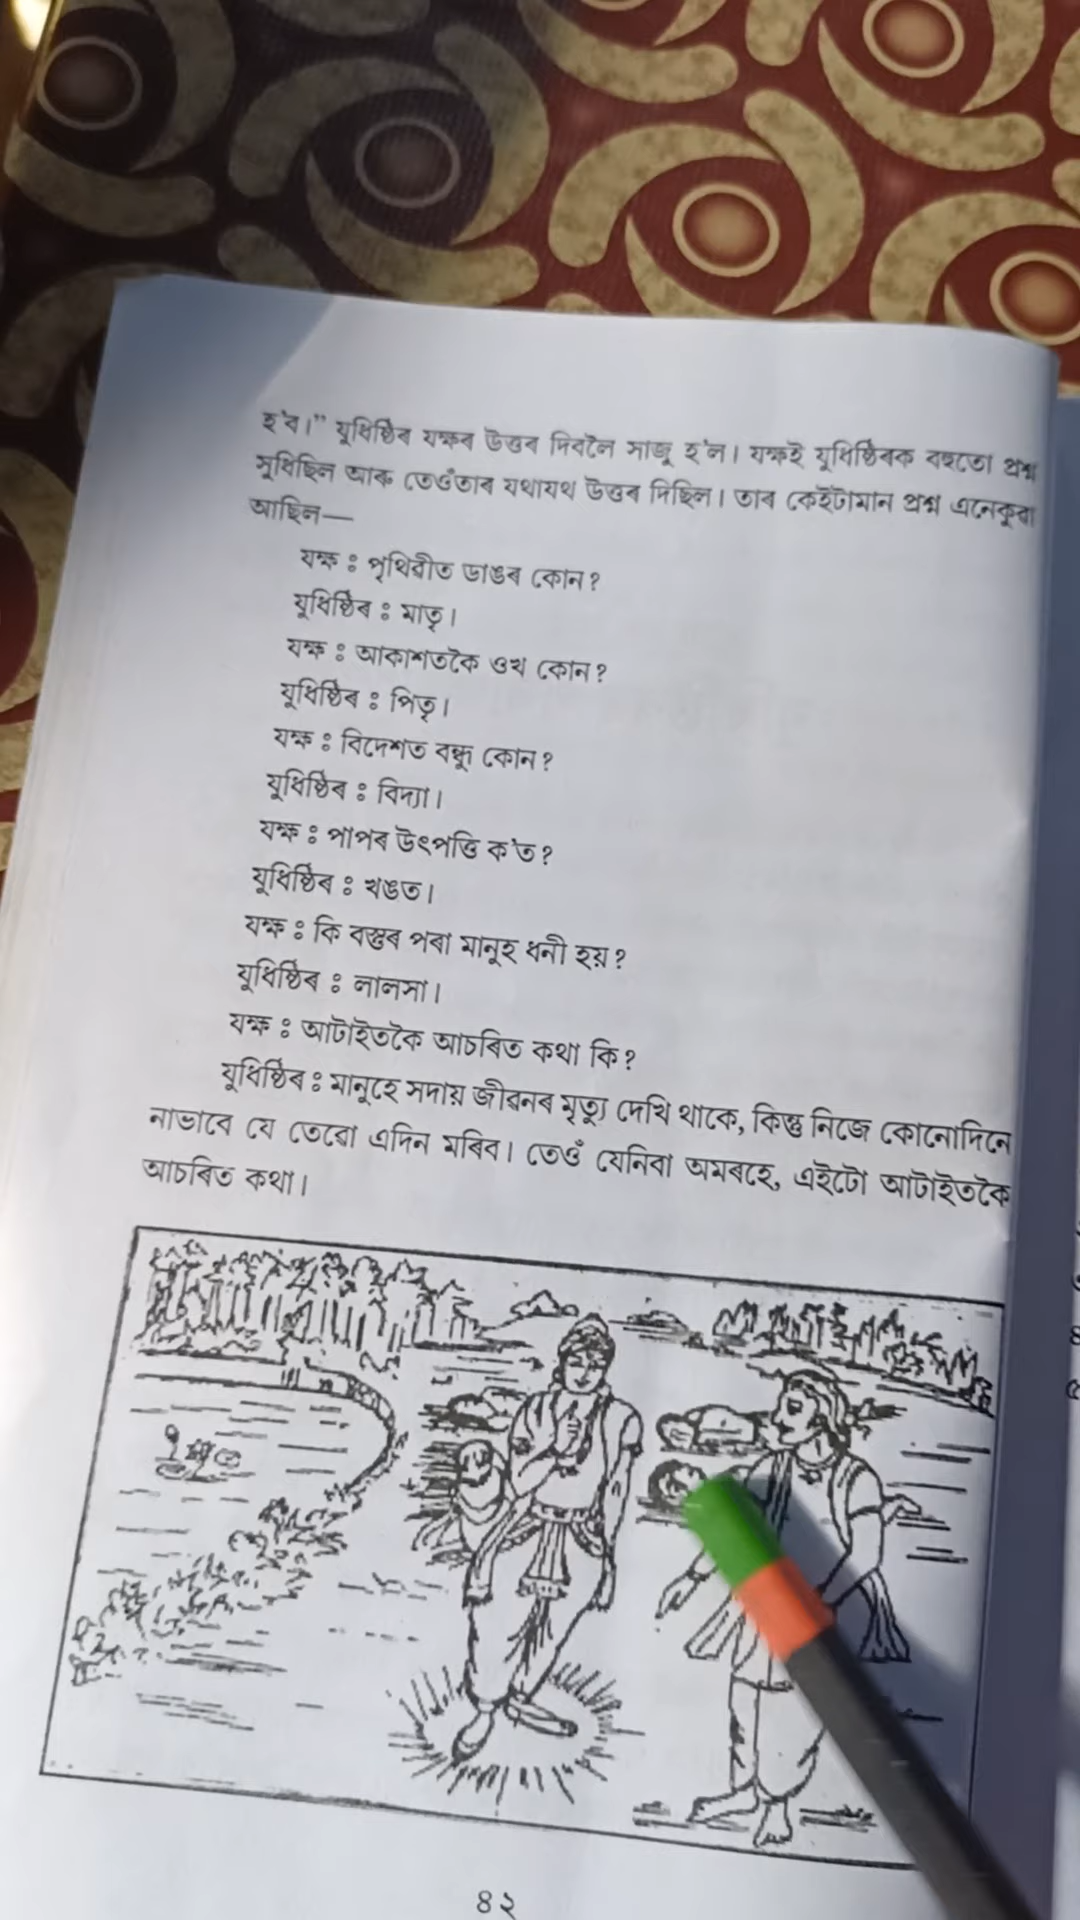 হ'ব।” যুধিষ্ঠিৰ যক্ষৰ উত্তৰ দিবলৈ সাজু হ'ল। যক্ষই যুধিষ্ঠিৰক বহুতো প্ৰশ্ন
সুধিছিল আৰু তেওঁতাৰ যথাযথ উত্তৰ দিছিল। তাৰ কেইটামান প্ৰশ্ন এনেকুৱা
আছিল—
যক্ষ : পৃথিৱীত ডাঙৰ কোন?
যুধিষ্ঠিৰ : মাতৃ।
যক্ষ : আকাশতকৈ ওখ কোন?
যুধিষ্ঠিৰ : পিতৃ।
যক্ষ : বিদেশত বন্ধু কোন?
যুধিষ্ঠিৰ : বিদ্যা।
যক্ষ : পাপৰ উৎপত্তি ক'ত?
যুধিষ্ঠিৰ : খঙত।
যক্ষ : কি বস্তুৰ পৰা মানুহ ধনী হয়?
যুধিষ্ঠিৰ : লালসা।
যক্ষ : আটাইতকৈ আচৰিত কথা কি?
যুধিষ্ঠিৰ : মানুহে সদায় জীৱনৰ মৃত্যু দেখি থাকে, কিন্তু নিজে কোনোদিনে
নাভাবে যে তেৱো এদিন মৰিব। তেওঁ যেনিবা অমৰহে, এইটো আটাইতকৈ
আচৰিত কথা।
৪২